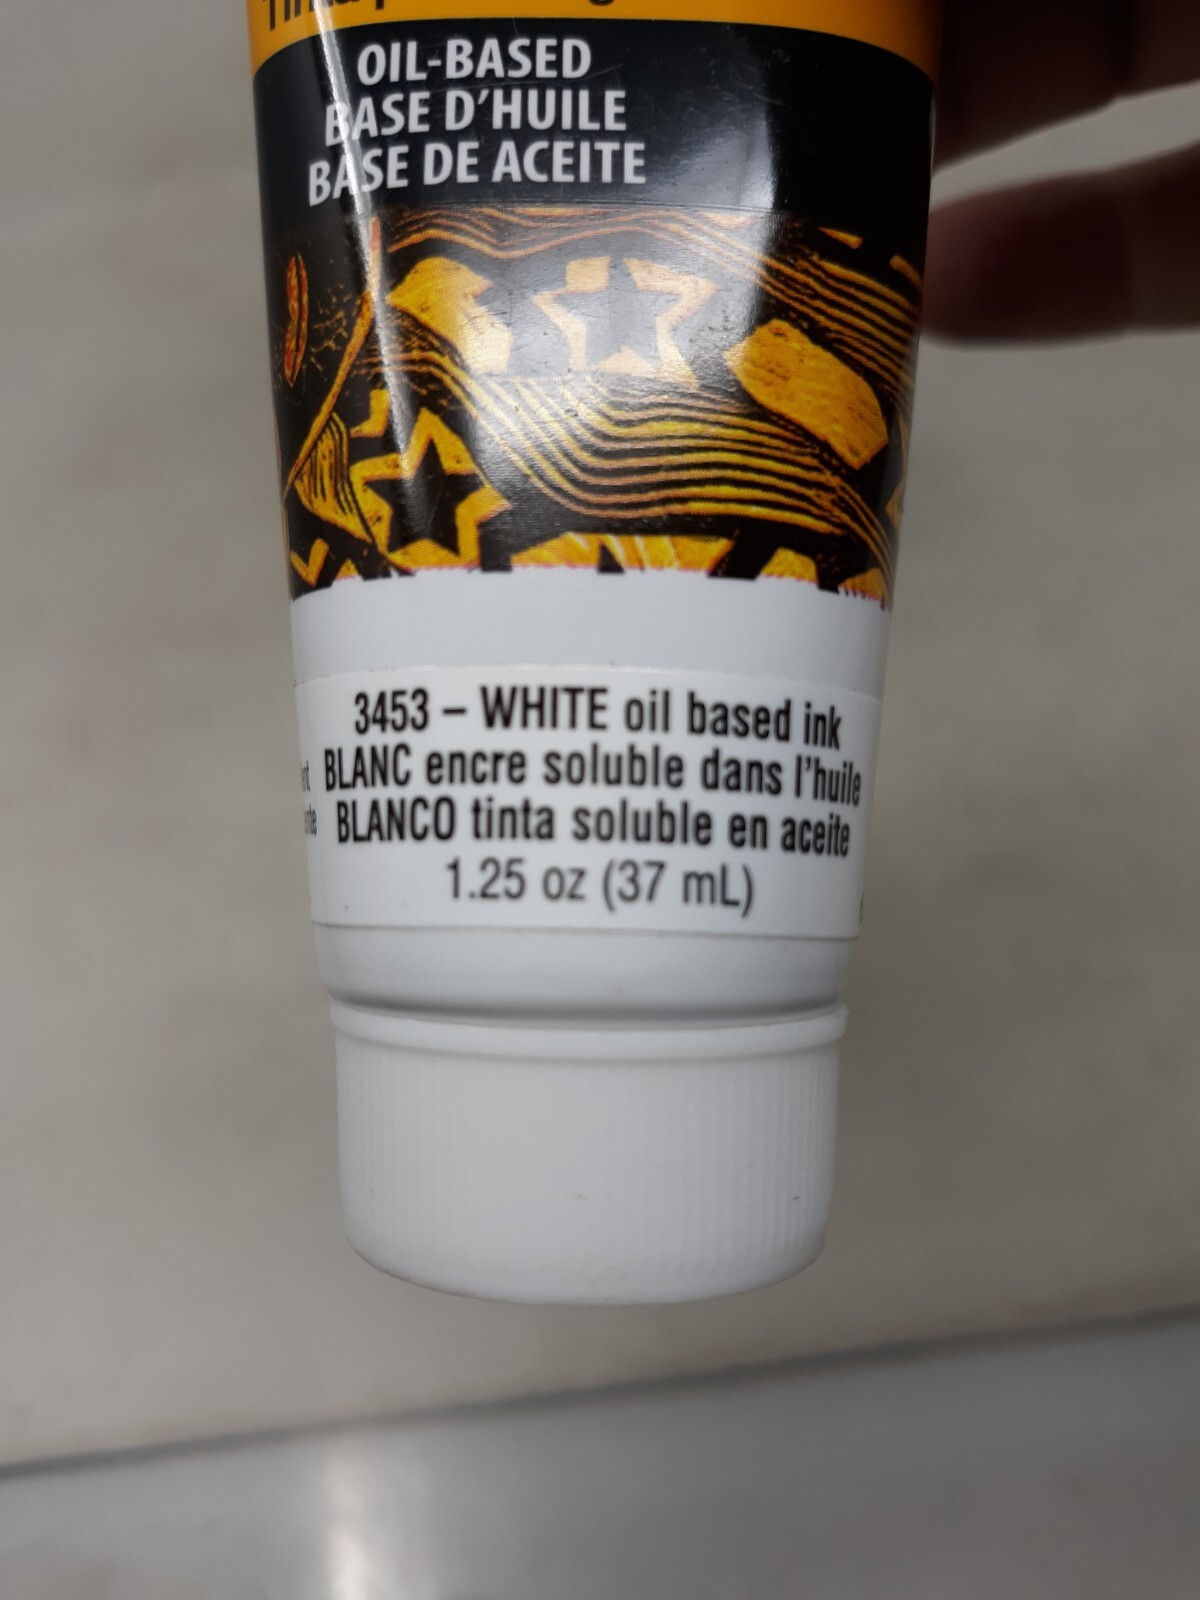 OIL-BASED
BASE D'HUILE
BASE DE ACEITE
3453 – WHITE oil based ink
BLANC encre soluble dans l'huile
BLANCO tinta soluble en aceite
1.25 oz (37 mL)